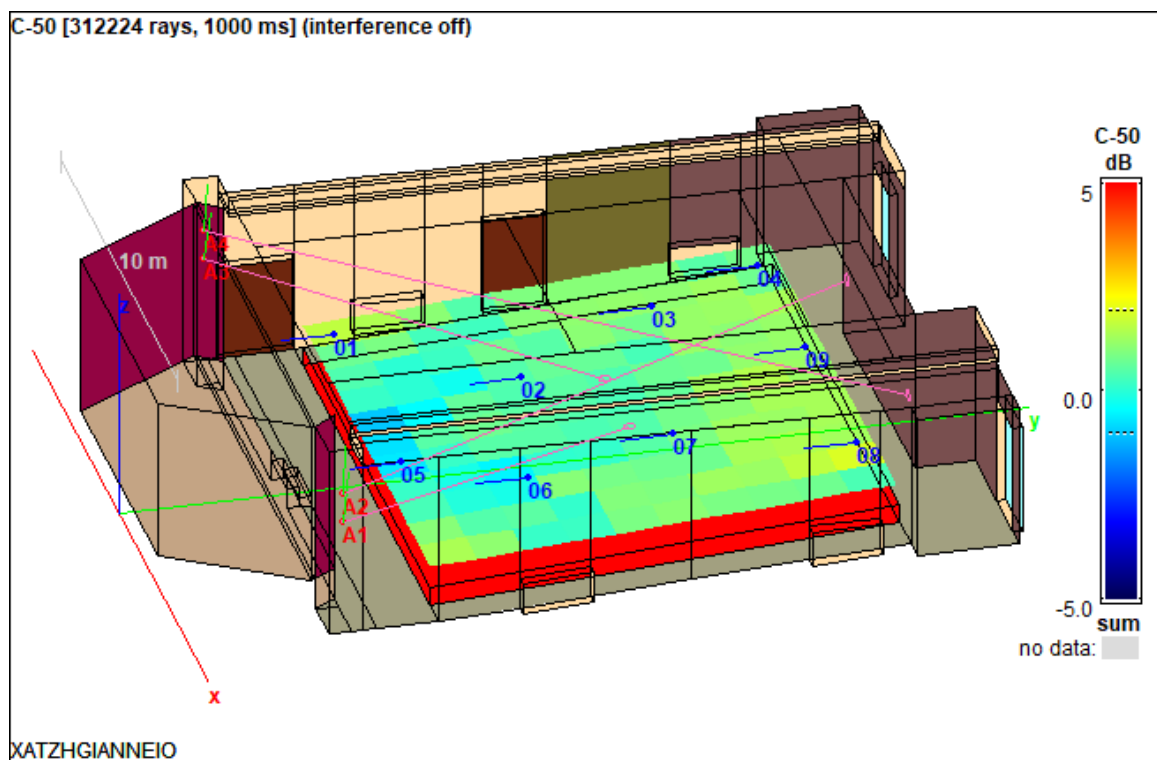 C-50 [312224 rays, 1000 ms] (interference off)
C-50
dB
5
0.0
-5.0
sum
no data:
10 m
z
y
x
A4
A3
A2
A1
01
02
03
04
05
06
07
08
09
XATZHGIANNEIO